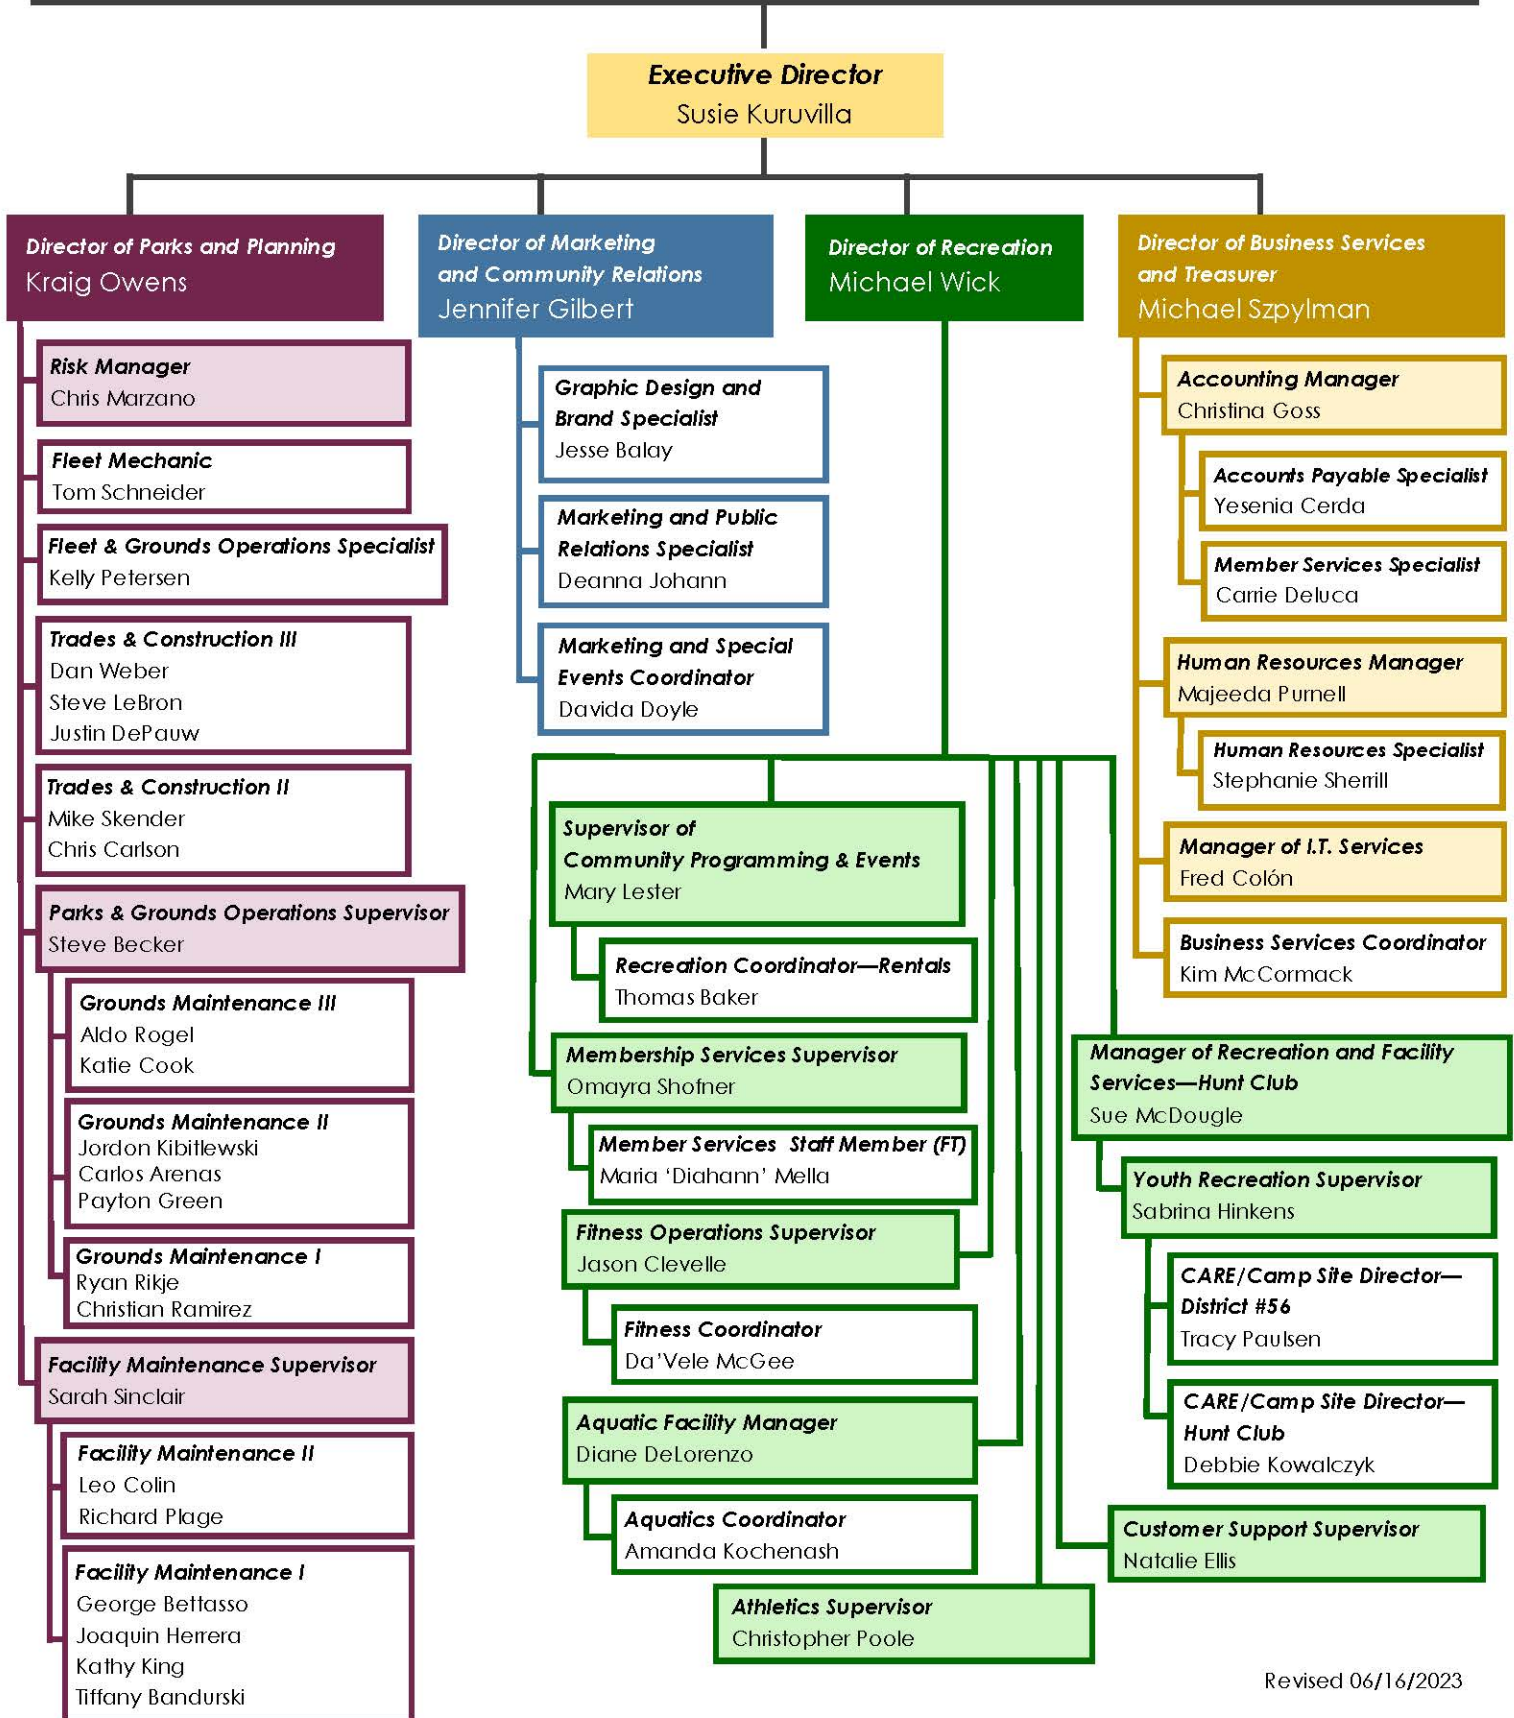 Executive Director
Susie Kuruvilla
Director of Parks and Planning
Kraig Owens
Risk Manager
Chris Marzano
Fleet Mechanic
Tom Schneider
Fleet & Grounds Operations Specialist
Kelly Petersen
Trades & Construction III
Dan Weber
Steve LeBron
Justin DePauw
Trades & Construction II
Mike Skender
Chris Carlson
Parks & Grounds Operations Supervisor
Steve Becker
Grounds Maintenance III
Aldo Rogel
Katie Cook
Grounds Maintenance II
Jordon Kibitlewski
Carlos Arenas
Payton Green
Grounds Maintenance I
Ryan Rikje
Christian Ramirez
Facility Maintenance Supervisor
Sarah Sinclair
Facility Maintenance II
Leo Colin
Richard Plage
Facility Maintenance I
George Bettasso
Joaquin Herrera
Kathy King
Tiffany Bandurski
Director of Marketing
and Community Relations
Jennifer Gilbert
Graphic Design and
Brand Specialist
Jesse Balay
Marketing and Public
Relations Specialist
Deanna Johann
Marketing and Special
Events Coordinator
Davida Doyle
Director of Recreation
Michael Wick
Supervisor of
Community Programming & Events
Mary Lester
Recreation Coordinator—Rentals
Thomas Baker
Membership Services Supervisor
Omayra Shofner
Member Services Staff Member (FT)
Maria ‘Diahann’ Mella
Fitness Operations Supervisor
Jason Clevelle
Fitness Coordinator
Da’Vele McGee
Aquatic Facility Manager
Diane DeLorenzo
Aquatics Coordinator
Amanda Kochenash
Athletics Supervisor
Christopher Poole
Manager of Recreation and Facility
Services—Hunt Club
Sue McDougle
Youth Recreation Supervisor
Sabrina Hinkens
CARE/Camp Site Director—
District #56
Tracy Paulsen
CARE/Camp Site Director—
Hunt Club
Debbie Kowalczyk
Customer Support Supervisor
Natalie Ellis
Director of Business Services
and Treasurer
Michael Szpylman
Accounting Manager
Christina Goss
Accounts Payable Specialist
Yesenia Cerda
Member Services Specialist
Carrie Deluca
Human Resources Manager
Majeeda Purnell
Human Resources Specialist
Stephanie Sherrill
Manager of I.T. Services
Fred Colón
Business Services Coordinator
Kim McCormack
Revised 06/16/2023